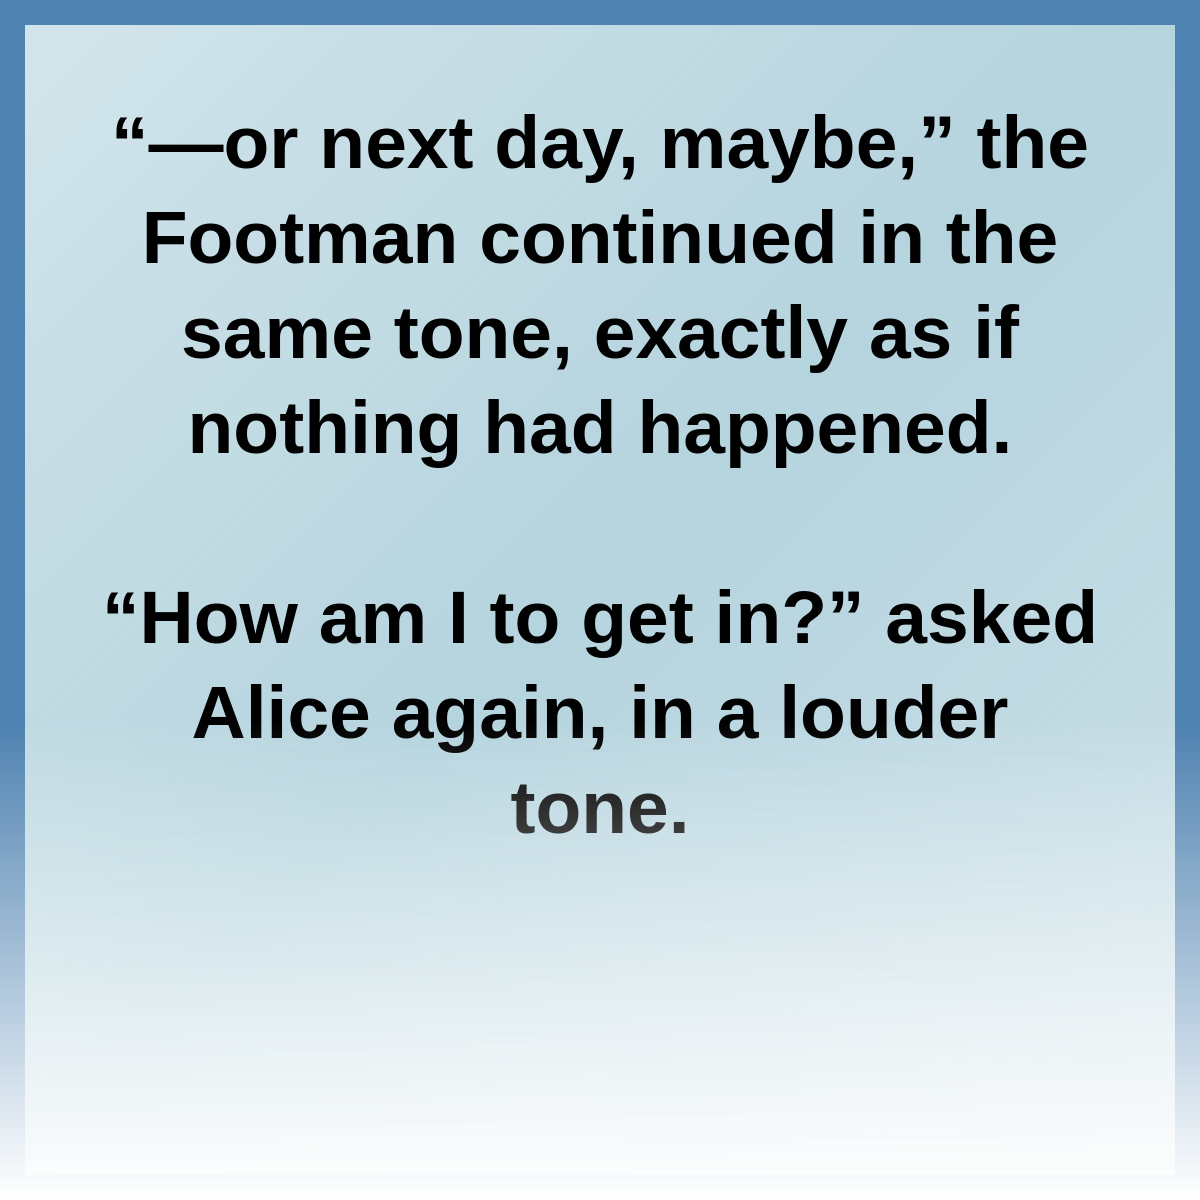 “—or next day, maybe,” the
Footman continued in the
same tone, exactly as if
nothing had happened.
“How am I to get in?” asked
Alice again, in a louder
tone.